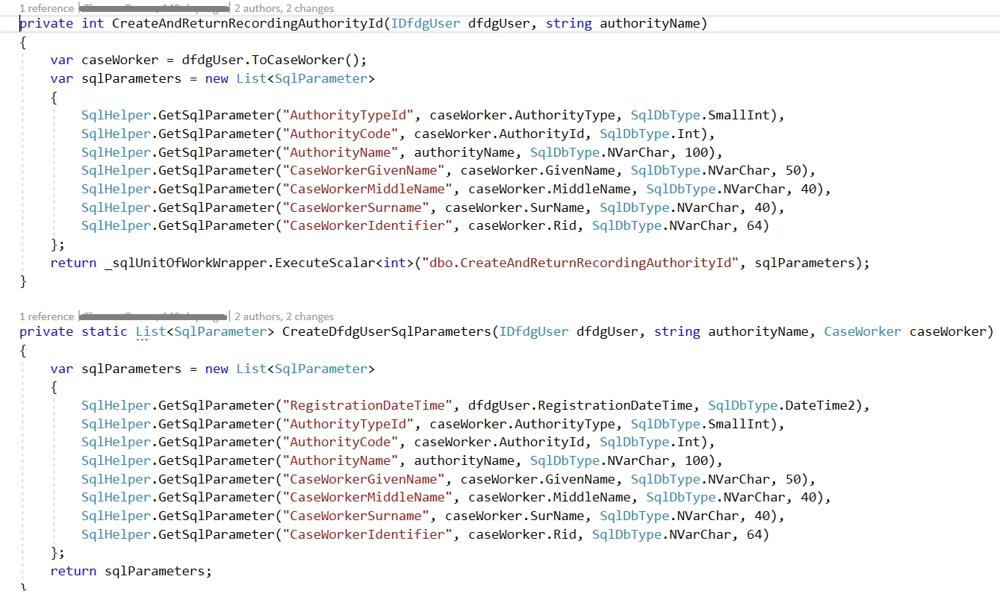 1 reference | 2 authors, 2 changes
private int CreateAndReturnRecordingAuthorityId(IDfdgUser dfdgUser, string authorityName)
{
    var caseWorker = dfdgUser.ToCaseWorker();
    var sqlParameters = new List<SqlParameter>
    {
        SqlHelper.GetSqlParameter("AuthorityTypeId", caseWorker.AuthorityType, SqlDbType.SmallInt),
        SqlHelper.GetSqlParameter("AuthorityCode", caseWorker.AuthorityId, SqlDbType.Int),
        SqlHelper.GetSqlParameter("AuthorityName", authorityName, SqlDbType.NVarChar, 100),
        SqlHelper.GetSqlParameter("CaseWorkerGivenName", caseWorker.GivenName, SqlDbType.NVarChar, 50),
        SqlHelper.GetSqlParameter("CaseWorkerMiddleName", caseWorker.MiddleName, SqlDbType.NVarChar, 40),
        SqlHelper.GetSqlParameter("CaseWorkerSurname", caseWorker.SurName, SqlDbType.NVarChar, 40),
        SqlHelper.GetSqlParameter("CaseWorkerIdentifier", caseWorker.Rid, SqlDbType.NVarChar, 64)
    };
    return _sqlUnitOfWorkWrapper.ExecuteScalar<int>("dbo.CreateAndReturnRecordingAuthorityId", sqlParameters);
}
1 reference | 2 authors, 2 changes
private static List<SqlParameter> CreateDfdgUserSqlParameters(IDfdgUser dfdgUser, string authorityName, CaseWorker caseWorker)
{
    var sqlParameters = new List<SqlParameter>
    {
        SqlHelper.GetSqlParameter("RegistrationDateTime", dfdgUser.RegistrationDateTime, SqlDbType.DateTime2),
        SqlHelper.GetSqlParameter("AuthorityTypeId", caseWorker.AuthorityType, SqlDbType.SmallInt),
        SqlHelper.GetSqlParameter("AuthorityCode", caseWorker.AuthorityId, SqlDbType.Int),
        SqlHelper.GetSqlParameter("AuthorityName", authorityName, SqlDbType.NVarChar, 100),
        SqlHelper.GetSqlParameter("CaseWorkerGivenName", caseWorker.GivenName, SqlDbType.NVarChar, 50),
        SqlHelper.GetSqlParameter("CaseWorkerMiddleName", caseWorker.MiddleName, SqlDbType.NVarChar, 40),
        SqlHelper.GetSqlParameter("CaseWorkerSurname", caseWorker.SurName, SqlDbType.NVarChar, 40),
        SqlHelper.GetSqlParameter("CaseWorkerIdentifier", caseWorker.Rid, SqlDbType.NVarChar, 64)
    };
    return sqlParameters;
}